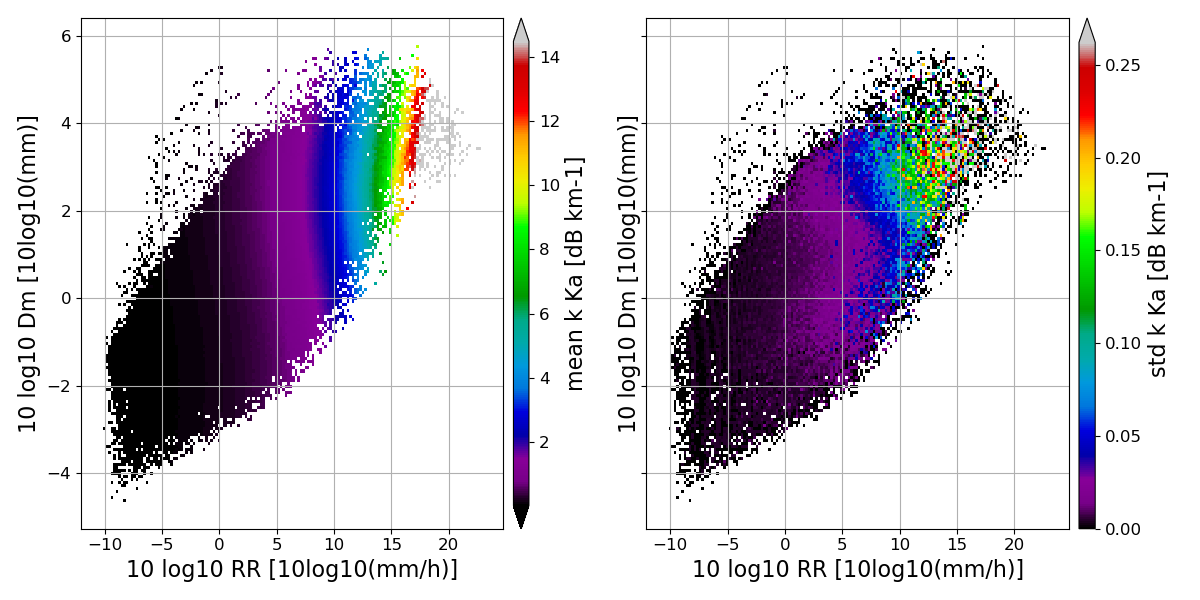 6
4
2
0
−2
−4
10 log10 Dm [10log10(mm)]
−10 −5 0 5 10 15 20
10 log10 RR [10log10(mm/h)]
14
12
10
8
6
4
2
mean k Ka [dB km-1]
10 log10 Dm [10log10(mm)]
−10 −5 0 5 10 15 20
10 log10 RR [10log10(mm/h)]
0.25
0.20
0.15
0.10
0.05
0.00
std k Ka [dB km-1]